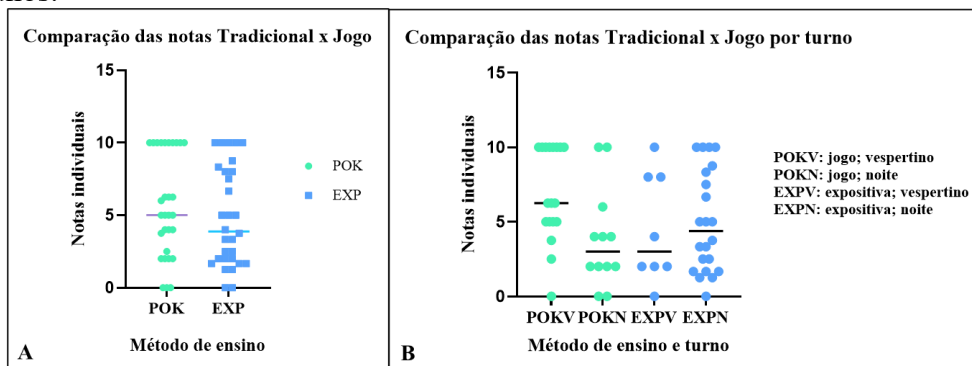 Comparação das notas Tradicional x Jogo
15
10
5
0
Notas individuais
POK
EXP
POK EXP
Método de ensino
A
Comparação das notas Tradicional x Jogo por turno
15
10
5
0
Notas individuais
POKV: jogo; vespertino
POKN: jogo; noite
EXPV: expositiva; vespertino
EXPN: expositiva; noite
POKV POKN EXPV EXPN
Método de ensino e turno
B